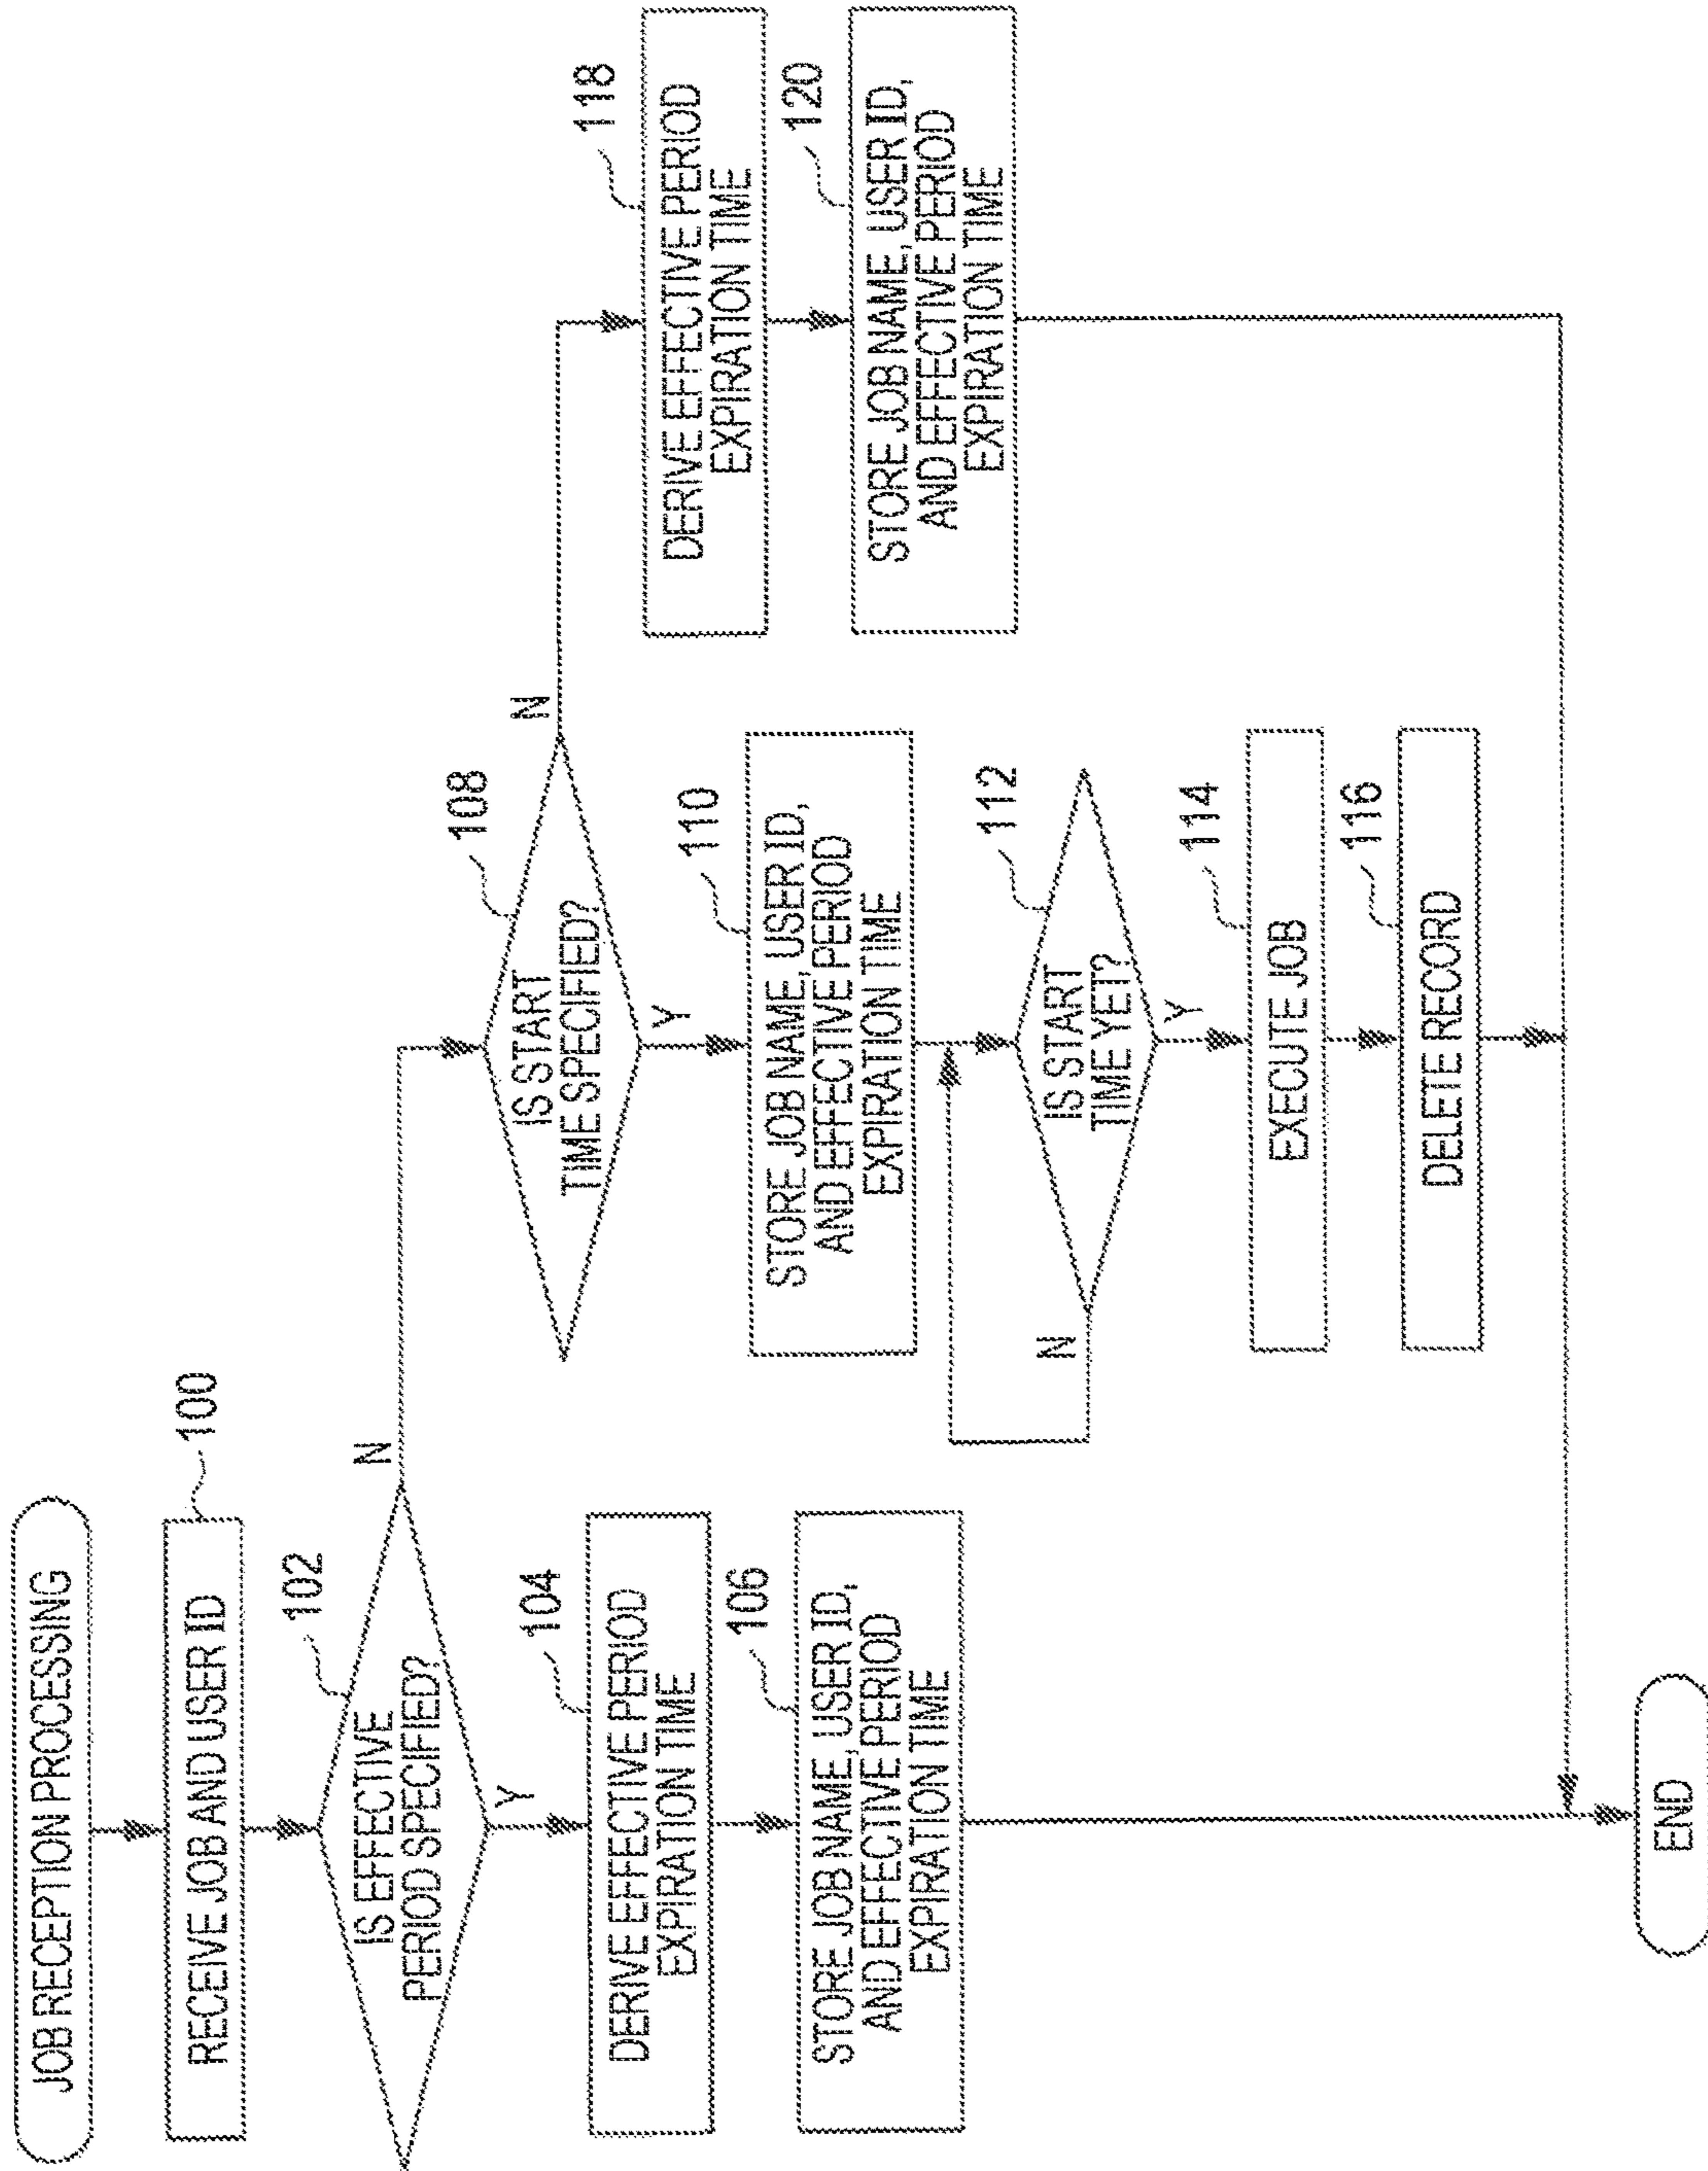 JOB RECEPTION PROCESSING
100
RECEIVE JOB AND USER ID
102
IS EFFECTIVE
PERIOD SPECIFIED?
N
Y
104
DERIVE EFFECTIVE PERIOD
EXPIRATION TIME
106
STORE JOB NAME, USER ID,
AND EFFECTIVE PERIOD
EXPIRATION TIME
108
IS START
TIME SPECIFIED?
N
Y
110
STORE JOB NAME, USER ID,
AND EFFECTIVE PERIOD
EXPIRATION TIME
112
IS START
TIME YET?
N
Y
114
EXECUTE JOB
116
DELETE RECORD
118
DERIVE EFFECTIVE PERIOD
EXPIRATION TIME
120
STORE JOB NAME, USER ID,
AND EFFECTIVE PERIOD
EXPIRATION TIME
END